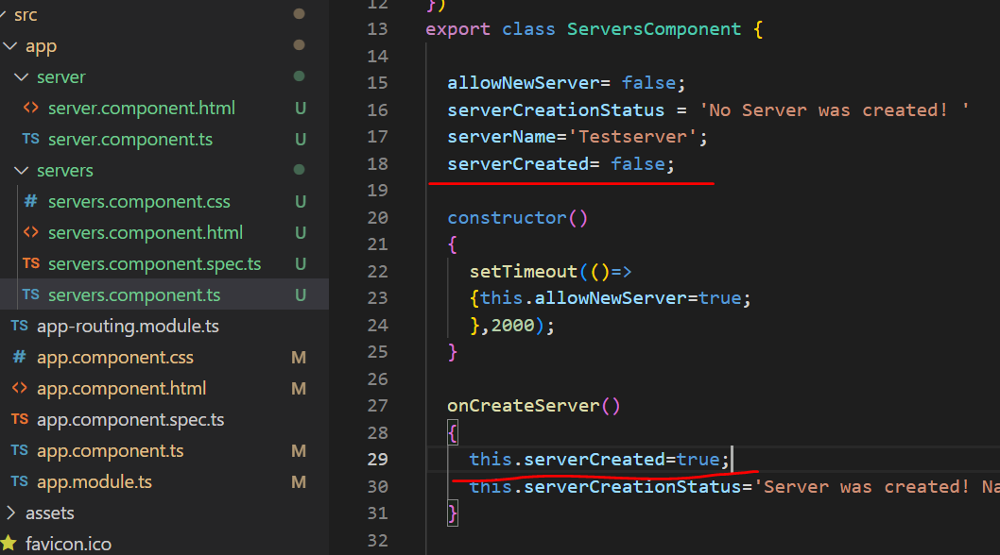 src
app
server
<> server.component.html U
TS server.component.ts U
servers
# servers.component.css U
<> servers.component.html U
TS servers.component.spec.ts U
TS servers.component.ts U
TS app-routing.module.ts
# app.component.css M
<> app.component.html M
TS app.component.spec.ts
TS app.component.ts M
TS app.module.ts M
assets
favicon.ico
12 })
13 export class ServersComponent {
14
15 allowNewServer= false;
16 serverCreationStatus = 'No Server was created! '
17 serverName='Testserver';
18 serverCreated= false;
19
20 constructor()
21 {
22 setTimeout(()=>
23 {this.allowNewServer=true;
24 },2000);
25 }
26
27 onCreateServer()
28 {
29 this.serverCreated=true;
30 this.serverCreationStatus='Server was created! Na
31 }
32